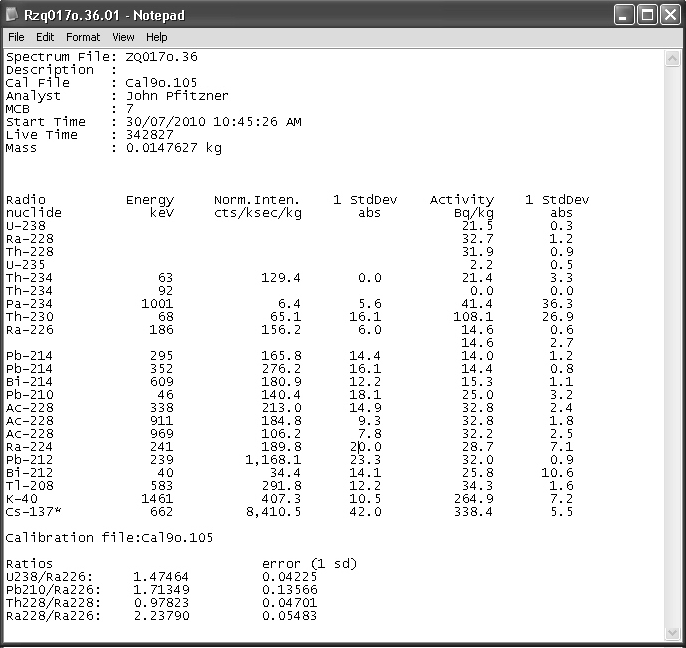 Rzq017o.36.01 - Notepad
File Edit Format View Help
Spectrum File: ZQ017o.36
Description :
Cal File : Cal9o.105
Analyst : John Pfitzner
MCB : 7
Start Time : 30/07/2010 10:45:26 AM
Live Time : 342827
Mass : 0.0147627 kg
Radio Energy Norm.Inten. 1 StdDev Activity 1 StdDev
nuclide keV cts/ksec/kg abs Bq/kg abs
U-238 21.5 0.3
Ra-228 32.7 1.2
Th-228 31.9 0.9
U-235 2.2 0.5
Th-234 63 129.4 0.0 21.4 3.3
Th-234 92 0.0 0.0
Pa-234 1001 6.4 5.6 41.4 36.3
Th-230 68 65.1 16.1 108.1 26.9
Ra-226 186 156.2 6.0 14.6 0.6
14.6 2.7
Pb-214 295 165.8 14.4 14.0 1.2
Pb-214 352 276.2 16.1 14.4 0.8
Bi-214 609 180.9 12.2 15.3 1.1
Pb-210 46 140.4 18.1 25.0 3.2
Ac-228 338 213.0 14.9 32.8 2.4
Ac-228 911 184.8 9.3 32.8 1.8
Ac-228 969 106.2 7.8 32.2 2.5
Ra-224 241 189.8 20.0 28.7 7.1
Pb-212 239 1,168.1 23.3 32.0 0.9
Bi-212 40 34.4 14.1 25.8 10.6
Tl-208 583 291.8 12.2 34.3 1.6
K-40 1461 407.3 10.5 264.9 7.2
Cs-137* 662 8,410.5 42.0 338.4 5.5
Calibration file:Cal9o.105
Ratios error (1 sd)
U238/Ra226: 1.47464 0.04225
Pb210/Ra226: 1.71349 0.13566
Th228/Ra228: 0.97823 0.04701
Ra228/Ra226: 2.23790 0.05483